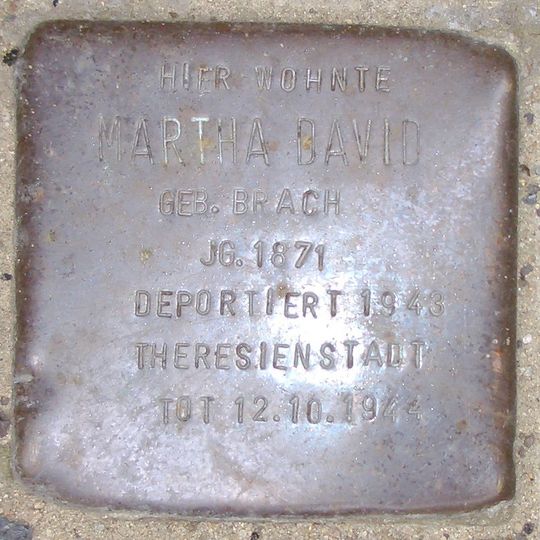 HIER WOHNTE
MARTHA DAVID
GEB. BRACH
JG. 1871
DEPORTIERT 1943
THERESIENSTADT
TOT 12.10.1944